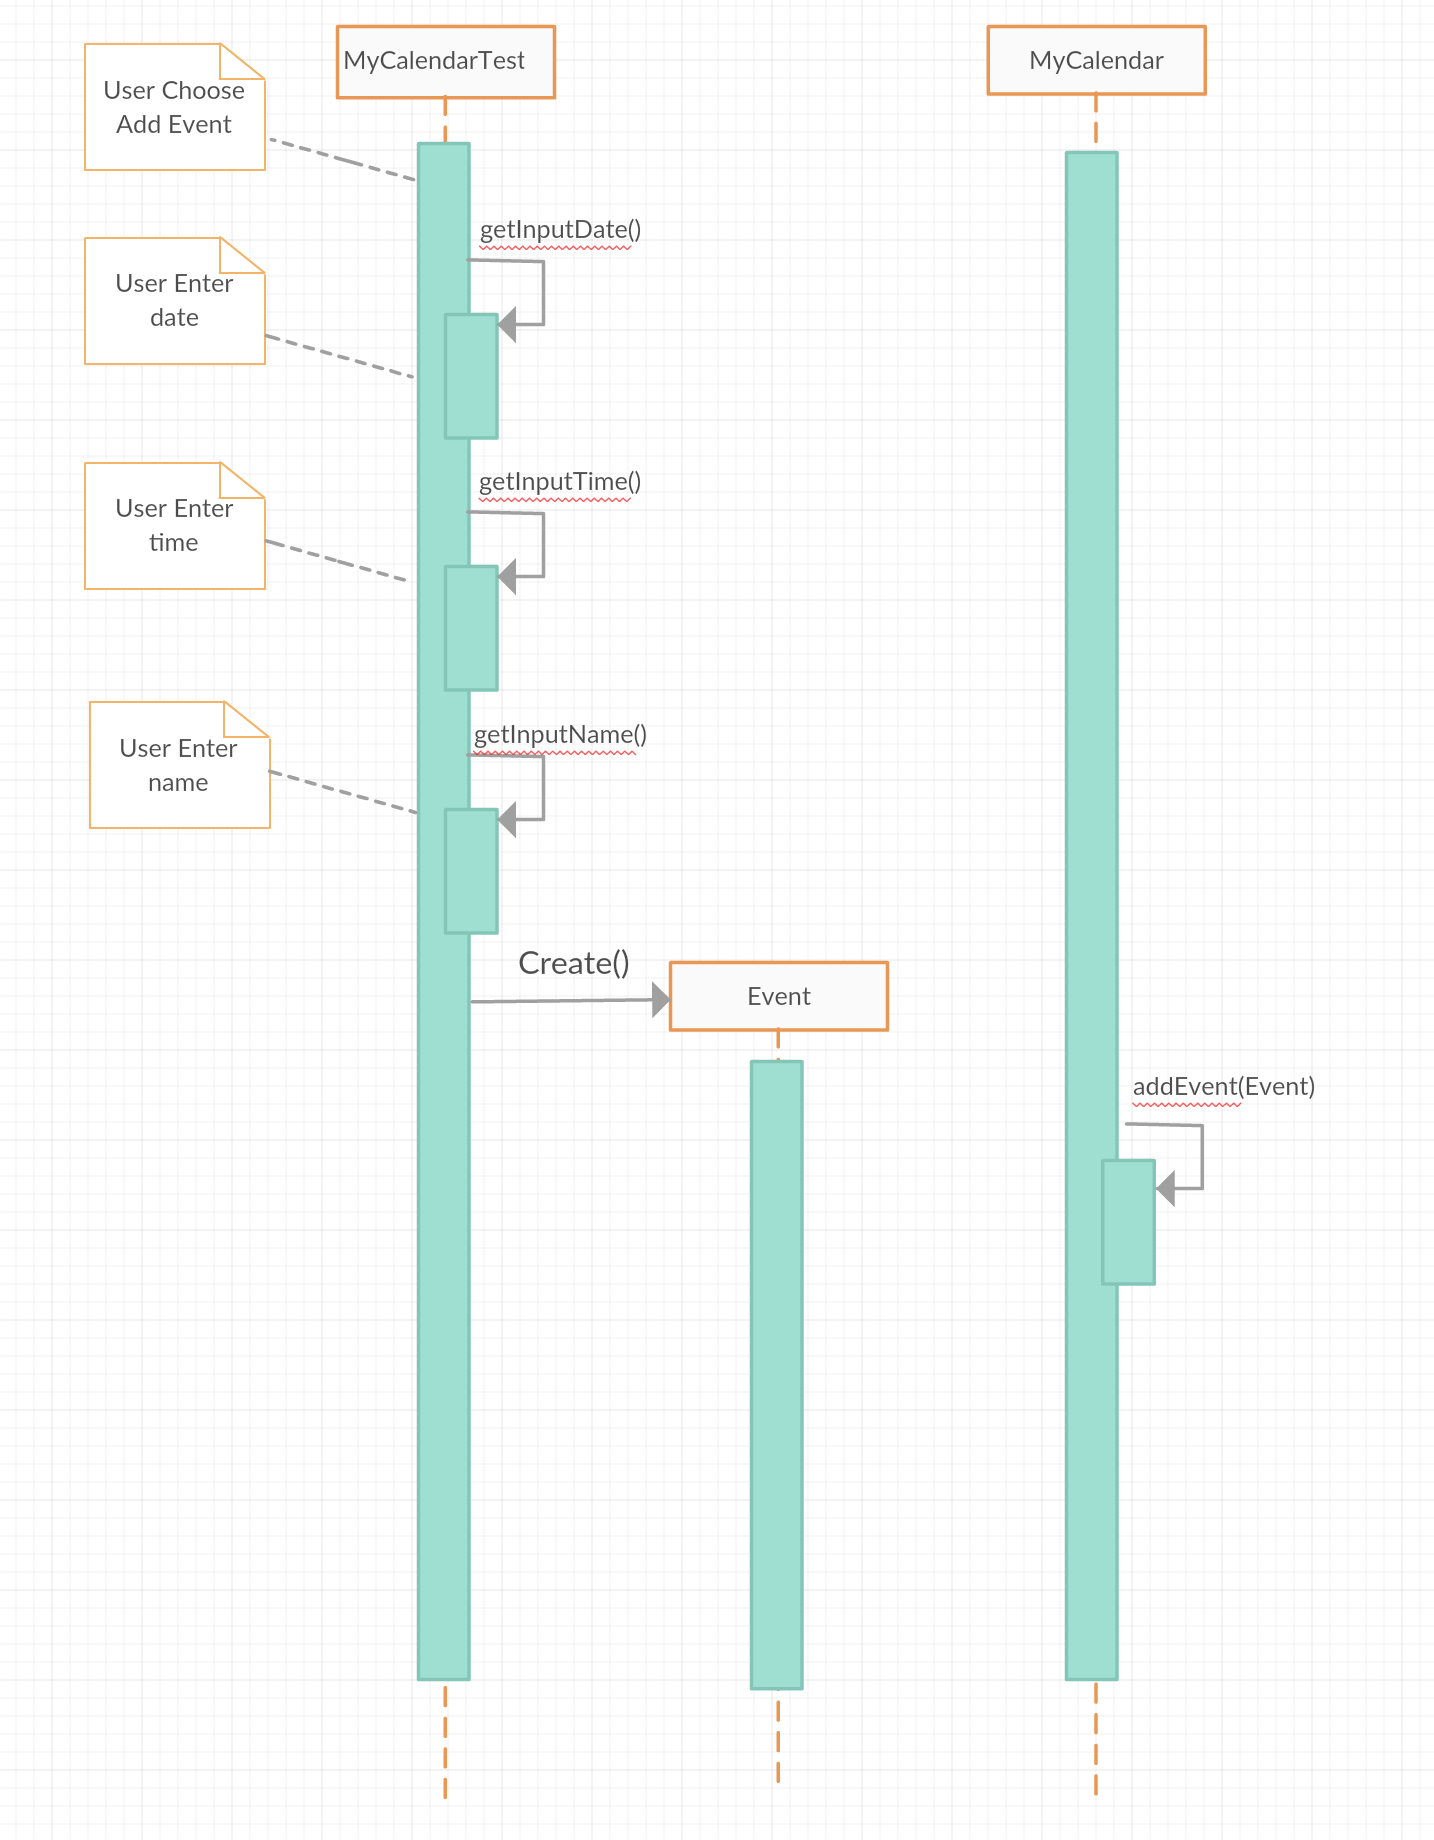 MyCalendarTest
MyCalendar
User Choose
Add Event
getInputDate()
User Enter
date
getInputTime()
User Enter
time
getInputName()
User Enter
name
Create()
Event
addEvent(Event)